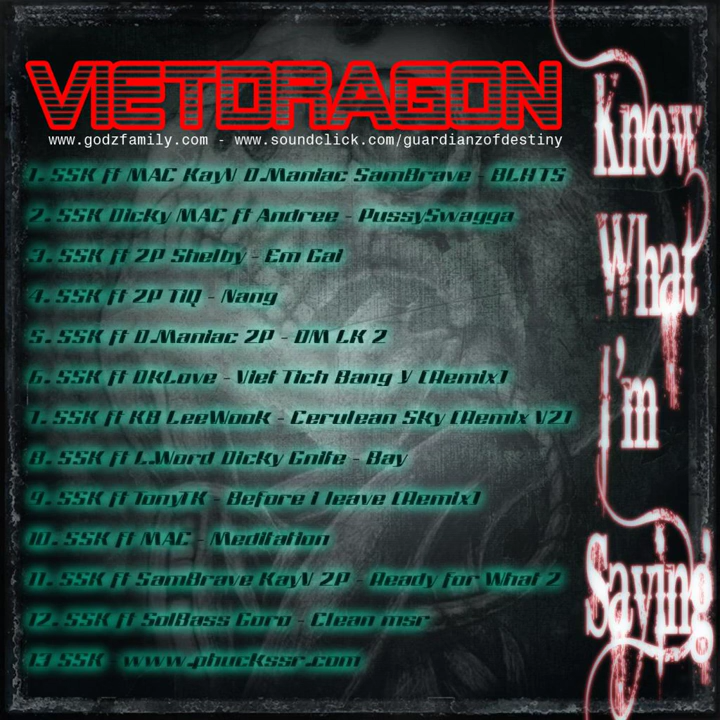 VIETDRAGON
www.godzfamily.com - www.soundclick.com/guardianzofdestiny
1. SSK ft MAC KayN D.Maniac SamBrave - BLHTS
2. SSK Dicky MAC ft Andree - PussySwagga
3. SSK ft 2P Shelby - Em Gai
4. SSK ft 2P TIQ - Nang
5. SSK ft D.Maniac 2P - DM LK 2
6. SSK ft DKLove - Viet Tich Bang Y (Remix)
7. SSK ft KB LeeWook - Cerulean Sky (Remix V2)
8. SSK ft L.Word Dicky Gnife - Bay
9. SSK ft TonyTK - Before i leave (Remix)
10. SSK ft MAC - Meditation
11. SSK ft SamBrave KayN 2P - Ready for What 2
12. SSK ft SolBass Goro - Clean msr
13 SSK - www.phuckssr.com
Know
What
I'm
Saying